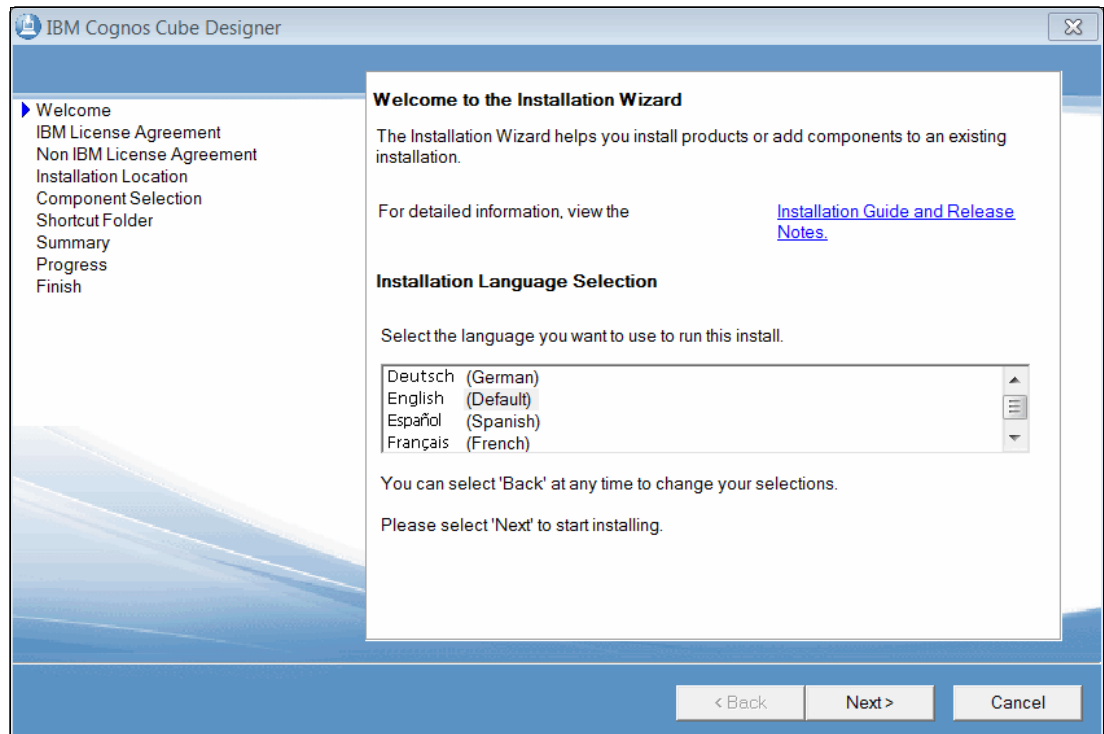 IBM Cognos Cube Designer
Welcome
IBM License Agreement
Non IBM License Agreement
Installation Location
Component Selection
Shortcut Folder
Summary
Progress
Finish
Welcome to the Installation Wizard
The Installation Wizard helps you install products or add components to an existing
installation.
For detailed information, view the Installation Guide and Release
Notes.
Installation Language Selection
Select the language you want to use to run this install.
Deutsch (German)
English (Default)
Español (Spanish)
Français (French)
You can select 'Back' at any time to change your selections.
Please select 'Next' to start installing.
< Back Next > Cancel